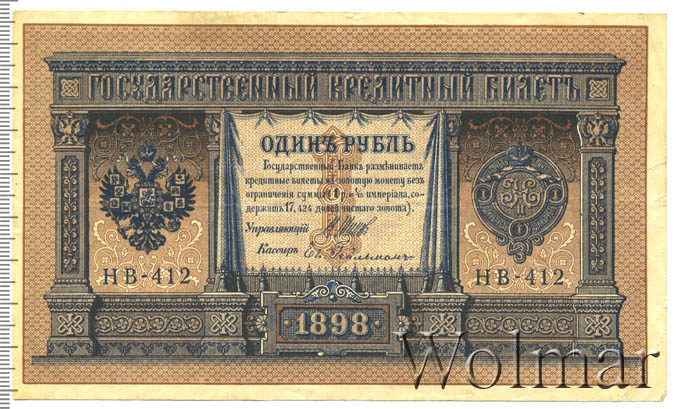 ГОСУДАРСТВЕННЫЙ КРЕДИТНЫЙ БИЛЕТЪ
ОДИНЪ РУБЛЬ
Государственный Банкъ размѣниваетъ
кредитные билеты на золотую монету безъ
ограниченія суммы (1 р. = 1/15 имперіала, со-
держитъ 17,424 долей чистаго золота).
Управляющій
Кассиръ
НВ-412
НВ-412
1898
Wolmar